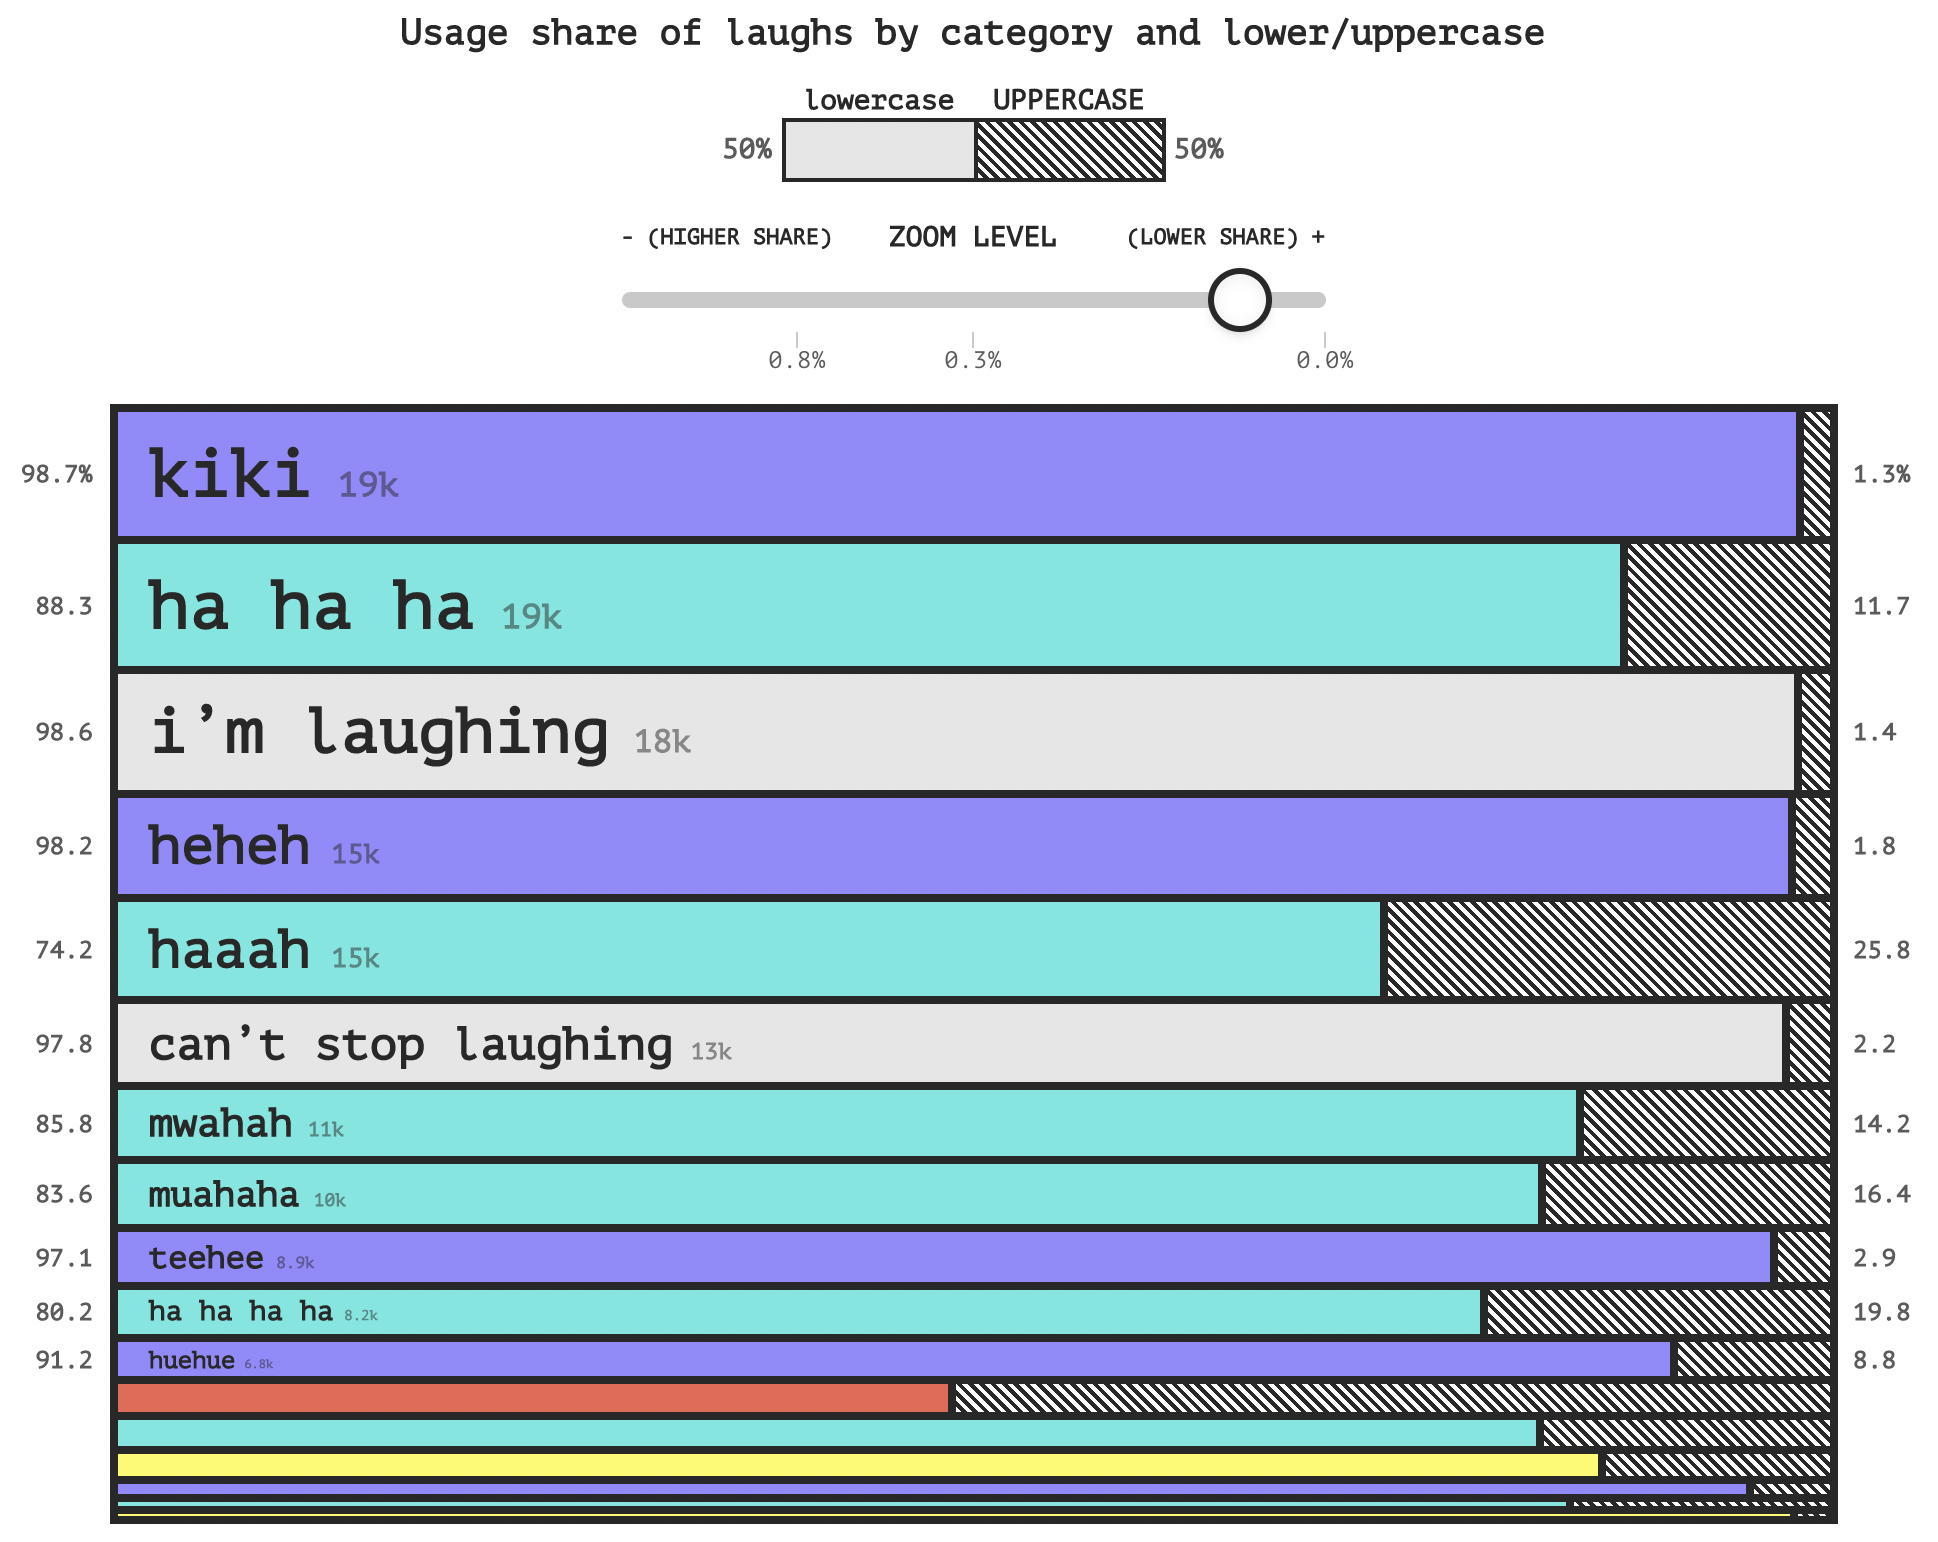 Usage share of laughs by category and lower/uppercase
lowercase UPPERCASE
50% 50%
- (HIGHER SHARE) ZOOM LEVEL (LOWER SHARE) +
0.8% 0.3% 0.0%
98.7% kiki 19k 1.3%
88.3 ha ha ha 19k 11.7
98.6 i’m laughing 18k 1.4
98.2 heheh 15k 1.8
74.2 haaah 15k 25.8
97.8 can’t stop laughing 13k 2.2
85.8 mwahah 11k 14.2
83.6 muahaha 10k 16.4
97.1 teehee 8.9k 2.9
80.2 ha ha ha ha 8.2k 19.8
91.2 huehue 6.8k 8.8